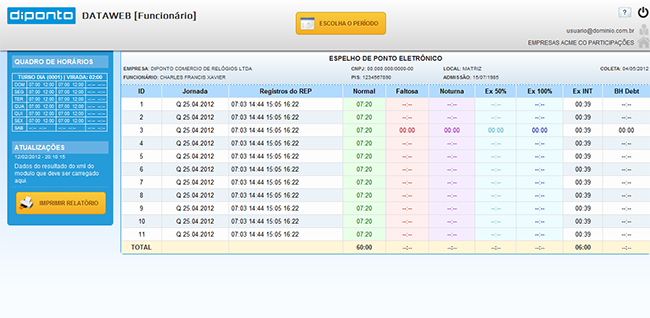 diponto DATAWEB [Funcionário]
ESCOLHA O PERÍODO
?
usuario@dominio.com.br
EMPRESAS ACME CO PARTICIPAÇÕES
QUADRO DE HORÁRIOS
TURNO DIA (0001) | VIRADA: 02:00
DOM 07:00 12:00 07:00 12:00 --:-- --:--
SEG 07:00 12:00 07:00 12:00 --:-- --:--
TER 07:00 12:00 07:00 12:00 --:-- --:--
QUA 07:00 12:00 07:00 12:00 --:-- --:--
QUI 07:00 12:00 07:00 12:00 --:-- --:--
SEX 07:00 12:00 07:00 12:00 --:-- --:--
SAB --:-- --:-- --:-- --:-- --:-- --:--
ATUALIZAÇÕES
12/02/2012 - 20:10:15
Dados do resultado do xml do
modulo que deve ser carregado
aqui.
IMPRIMIR RELATÓRIO
ESPELHO DE PONTO ELETRÔNICO
EMPRESA: DIPONTO COMERCIO DE RELÓGIOS LTDA CNPJ: 00.000.000/0000-00 LOCAL: MATRIZ COLETA: 04/05/2012
FUNCIONÁRIO: CHARLES FRANCIS XAVIER PIS: 1234567890 ADMISSÃO: 15/07/1985
ID Jornada Registros do REP Normal Faltosa Noturna Ex 50% Ex 100% Ex INT BH Debt
1 Q 25.04.2012 07:03 14:44 15:05 16:22 07:20 --:-- --:-- --:-- --:-- 00:39 --:--
2 Q 25.04.2012 07:03 14:44 15:05 16:22 07:20 --:-- --:-- --:-- --:-- 00:39 --:--
3 Q 25.04.2012 07:03 14:44 15:05 16:22 07:20 00:00 00:00 00:00 00:00 00:39 00:00
4 Q 25.04.2012 07:03 14:44 15:05 16:22 07:20 --:-- --:-- --:-- --:-- 00:39 --:--
5 Q 25.04.2012 07:03 14:44 15:05 16:22 07:20 --:-- --:-- --:-- --:-- 00:39 --:--
6 Q 25.04.2012 07:03 14:44 15:05 16:22 07:20 --:-- --:-- --:-- --:-- 00:39 --:--
7 Q 25.04.2012 07:03 14:44 15:05 16:22 07:20 --:-- --:-- --:-- --:-- 00:39 --:--
8 Q 25.04.2012 07:03 14:44 15:05 16:22 07:20 --:-- --:-- --:-- --:-- 00:39 --:--
9 Q 25.04.2012 07:03 14:44 15:05 16:22 07:20 --:-- --:-- --:-- --:-- 00:39 --:--
10 Q 25.04.2012 07:03 14:44 15:05 16:22 07:20 --:-- --:-- --:-- --:-- 00:39 --:--
11 Q 25.04.2012 07:03 14:44 15:05 16:22 07:20 --:-- --:-- --:-- --:-- 00:39 --:--
TOTAL 60:00 --:-- --:-- --:-- --:-- 06:00 --:--